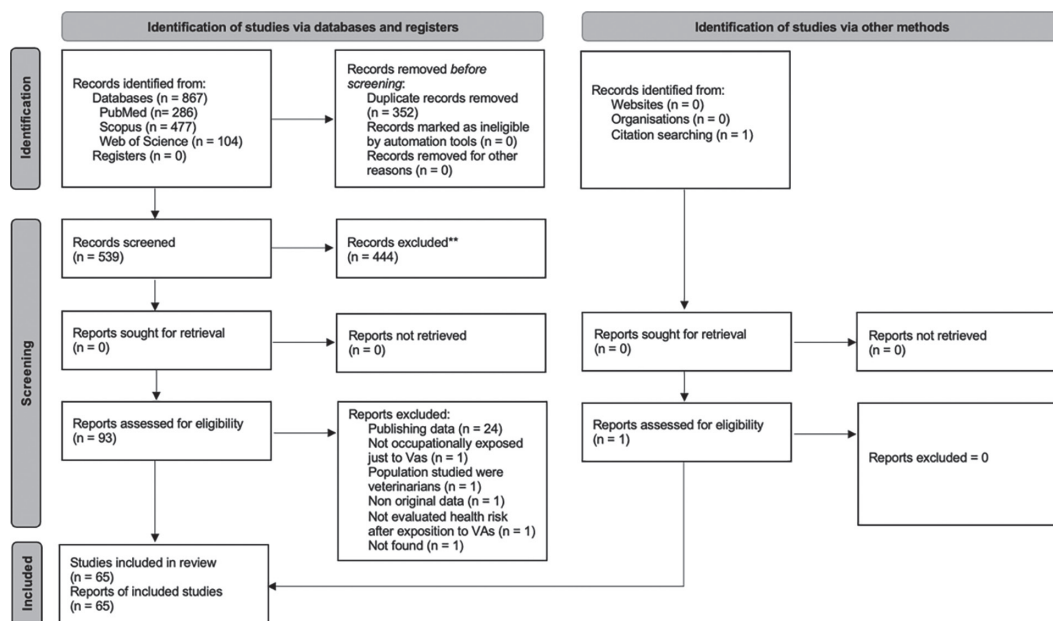 Identification of studies via databases and registers
Identification of studies via other methods
Identification
Records identified from:
Databases (n = 867)
PubMed (n= 286)
Scopus (n = 477)
Web of Science (n = 104)
Registers (n = 0)
Records removed before
screening:
Duplicate records removed
(n = 352)
Records marked as ineligible
by automation tools (n = 0)
Records removed for other
reasons (n = 0)
Records identified from:
Websites (n = 0)
Organisations (n = 0)
Citation searching (n = 1)
Screening
Records screened
(n = 539)
Records excluded**
(n = 444)
Reports sought for retrieval
(n = 0)
Reports not retrieved
(n = 0)
Reports sought for retrieval
(n = 0)
Reports not retrieved
(n = 0)
Reports assessed for eligibility
(n = 93)
Reports excluded:
Publishing data (n = 24)
Not occupationally exposed
just to Vas (n = 1)
Population studied were
veterinarians (n = 1)
Non original data (n = 1)
Not evaluated health risk
after exposition to VAs (n = 1)
Not found (n = 1)
Reports assessed for eligibility
(n = 1)
Reports excluded = 0
Included
Studies included in review
(n = 65)
Reports of included studies
(n = 65)